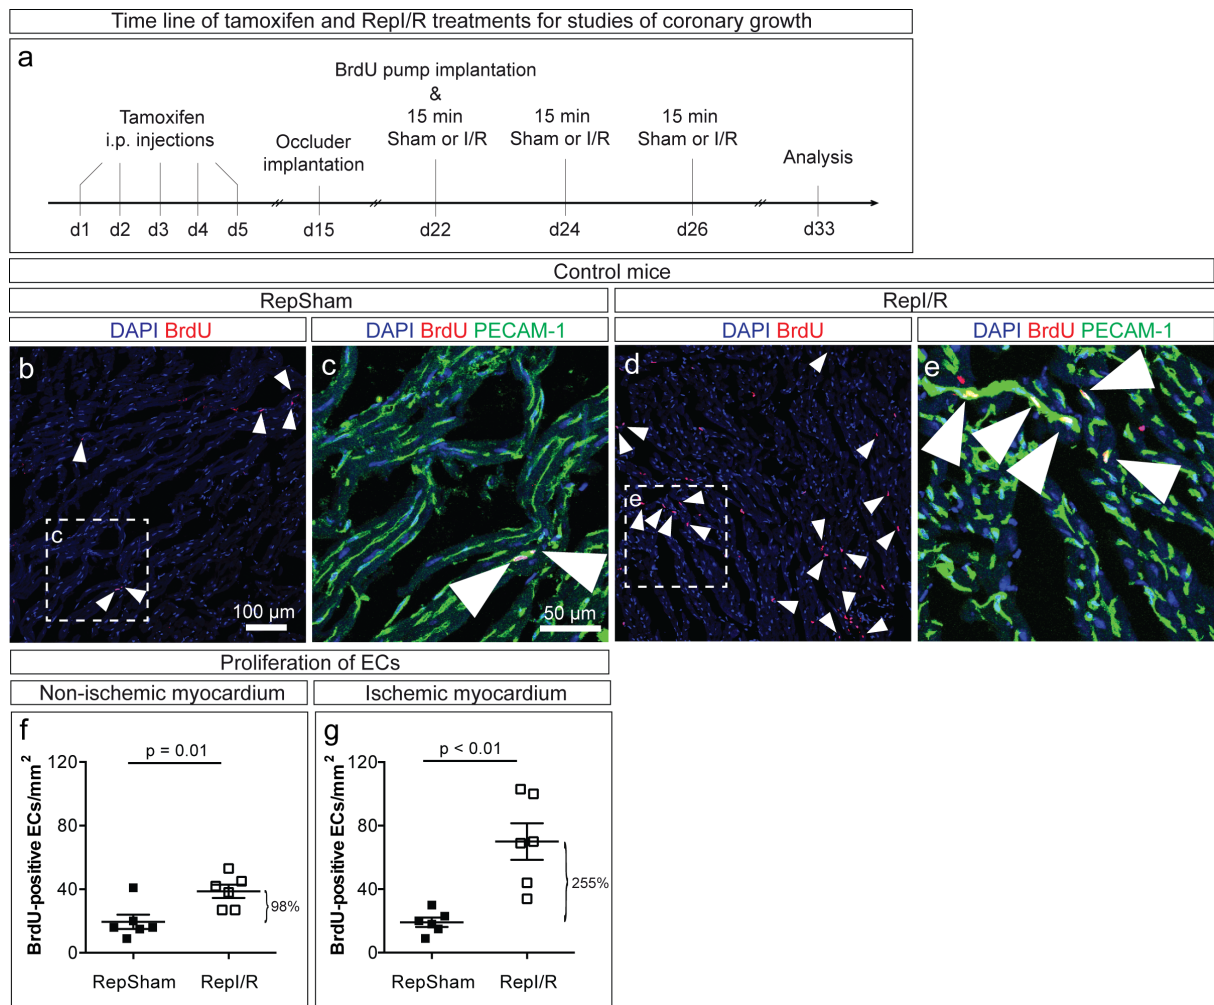 Time line of tamoxifen and RepI/R treatments for studies of coronary growth
a
BrdU pump implantation
&
Tamoxifen
i.p. injections
Occluder
implantation
15 min
Sham or I/R
15 min
Sham or I/R
15 min
Sham or I/R
Analysis
d1 d2 d3 d4 d5 d15 d22 d24 d26 d33
Control mice
RepSham
RepI/R
DAPI BrdU
DAPI BrdU PECAM-1
DAPI BrdU
DAPI BrdU PECAM-1
b
c
100 µm
c
50 µm
d
e
e
Proliferation of ECs
Non-ischemic myocardium
Ischemic myocardium
f
p = 0.01
BrdU-positive ECs/mm²
120
80
40
0
98%
RepSham RepI/R
g
p < 0.01
BrdU-positive ECs/mm²
120
80
40
0
255%
RepSham RepI/R